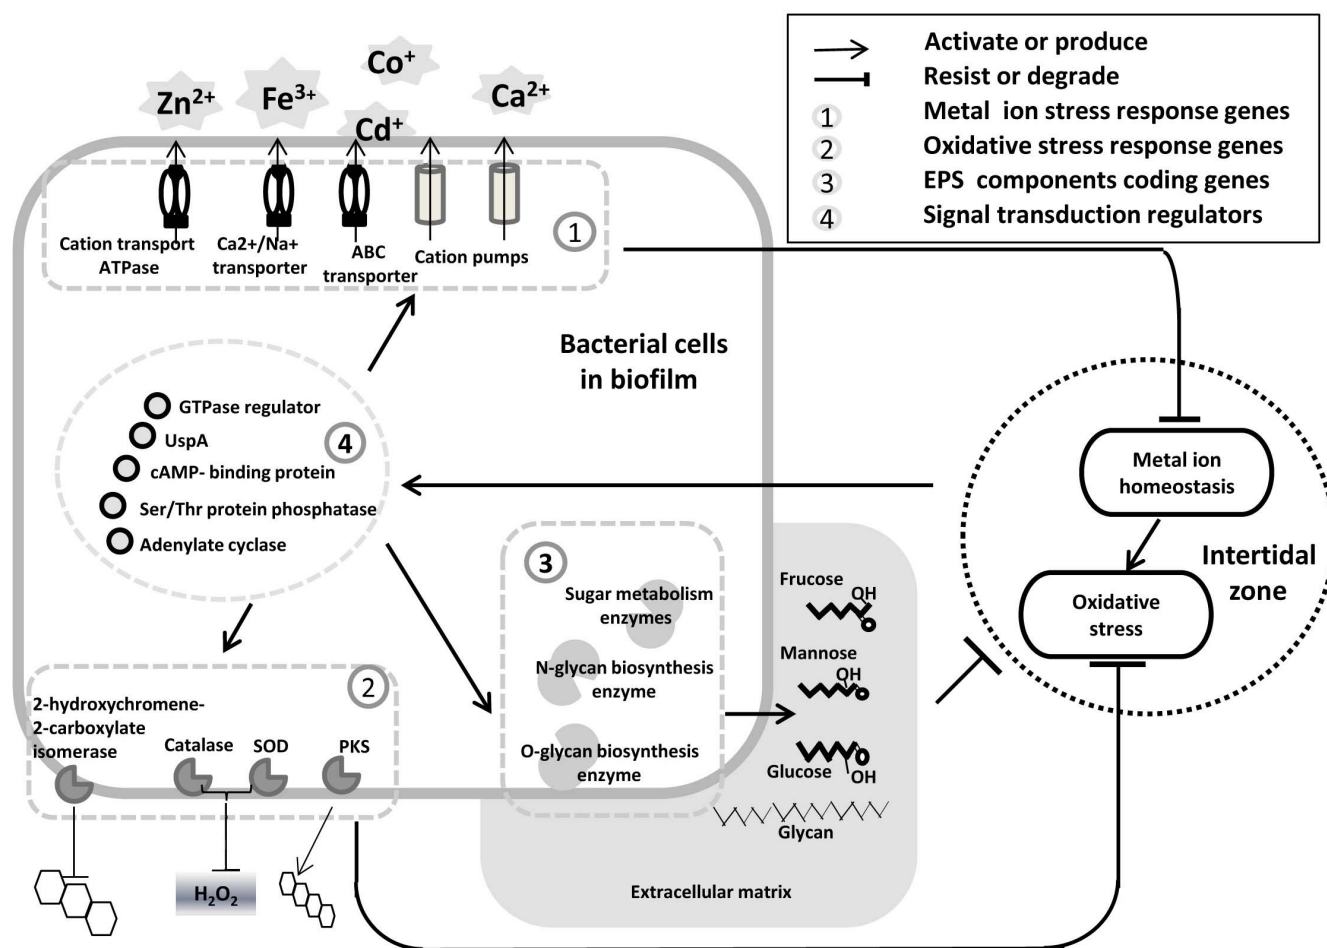 Zn2+
Fe3+
Co+
Cd+
Ca2+
Cation transport
ATPase
Ca2+/Na+
transporter
ABC
transporter
Cation pumps
1
Activate or produce
Resist or degrade
1 Metal ion stress response genes
2 Oxidative stress response genes
3 EPS components coding genes
4 Signal transduction regulators
Bacterial cells
in biofilm
GTPase regulator
UspA
cAMP- binding protein
Ser/Thr protein phosphatase
Adenylate cyclase
4
Metal ion
homeostasis
Intertidal
zone
Oxidative
stress
3
Sugar metabolism
enzymes
N-glycan biosynthesis
enzyme
O-glycan biosynthesis
enzyme
Frucose
OH
Mannose
OH
Glucose
OH
Glycan
Extracellular matrix
2
2-hydroxychromene-
2-carboxylate
isomerase
Catalase
SOD
PKS
H2O2